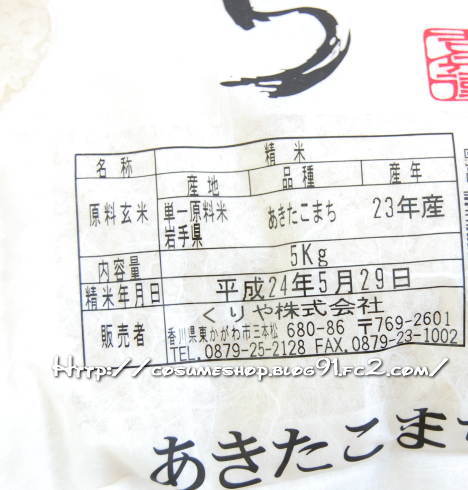 ら
名称 精米
産地 品種 産年
原料玄米 単一原料米 あきたこまち 23年産
岩手県
内容量 5Kg
精米年月日 平成24年5月29日
販売者 くりや株式会社
香川県東かがわ市三本松 680-86 〒769-2601
TEL.0879-25-2128 FAX.0879-23-1002
Http://cosumeshop.blog91.fc2.com/
あきたこま